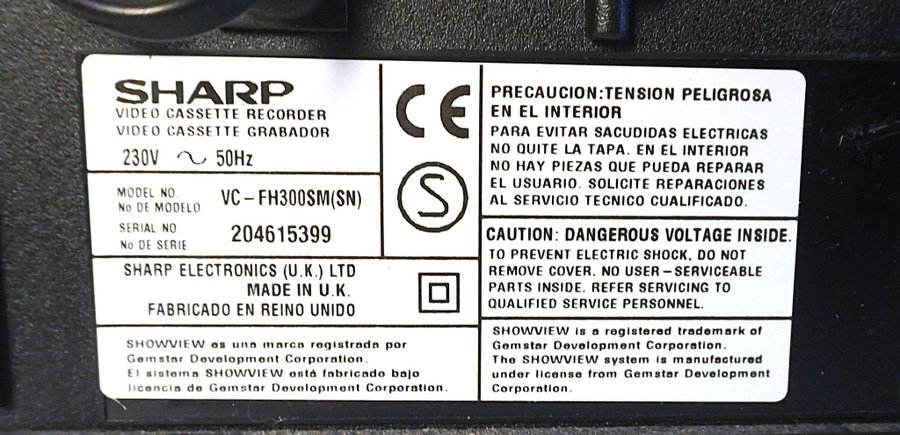 SHARP
VIDEO CASSETTE RECORDER
VIDEO CASSETTE GRABADOR
230V ~ 50Hz
MODEL NO
No DE MODELO
VC-FH300SM(SN)
SERIAL NO
No DE SERIE
204615399
SHARP ELECTRONICS (U.K.) LTD
MADE IN U.K.
FABRICADO EN REINO UNIDO
SHOWVIEW es una marca registrada por
Gemstar Development Corporation.
El sistema SHOWVIEW está fabricado bajo
licencia de Gemstar Development Corporation.
CE
S
PRECAUCION:TENSION PELIGROSA
EN EL INTERIOR
PARA EVITAR SACUDIDAS ELECTRICAS
NO QUITE LA TAPA. EN EL INTERIOR
NO HAY PIEZAS QUE PUEDA REPARAR
EL USUARIO. SOLICITE REPARACIONES
AL SERVICIO TECNICO CUALIFICADO.
CAUTION: DANGEROUS VOLTAGE INSIDE.
TO PREVENT ELECTRIC SHOCK, DO NOT
REMOVE COVER. NO USER-SERVICEABLE
PARTS INSIDE. REFER SERVICING TO
QUALIFIED SERVICE PERSONNEL.
SHOWVIEW is a registered trademark of
Gemstar Development Corporation.
The SHOWVIEW system is manufactured
under license from Gemstar Development
Corporation.